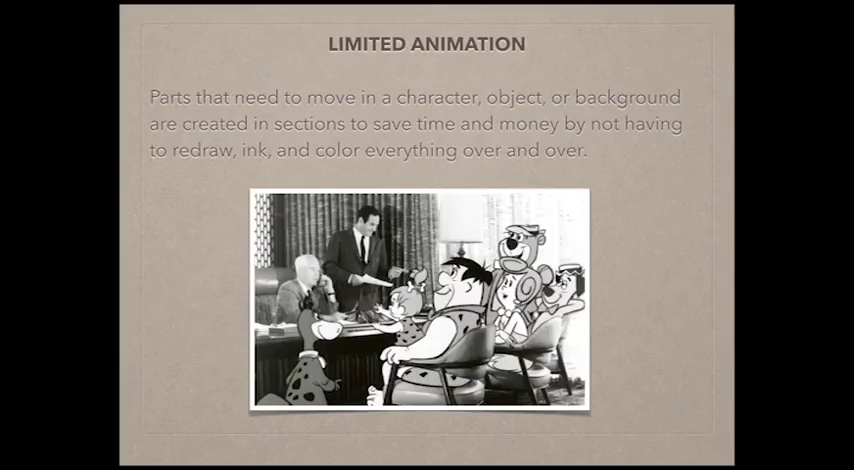 LIMITED ANIMATION
Parts that need to move in a character, object, or background
are created in sections to save time and money by not having
to redraw, ink, and color everything over and over.